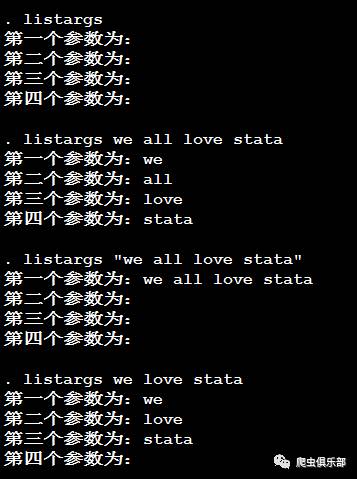 . listargs
第一个参数为：
第二个参数为：
第三个参数为：
第四个参数为：
. listargs we all love stata
第一个参数为：we
第二个参数为：all
第三个参数为：love
第四个参数为：stata
. listargs "we all love stata"
第一个参数为：we all love stata
第二个参数为：
第三个参数为：
第四个参数为：
. listargs we love stata
第一个参数为：we
第二个参数为：love
第三个参数为：stata
第四个参数为：
爬虫俱乐部